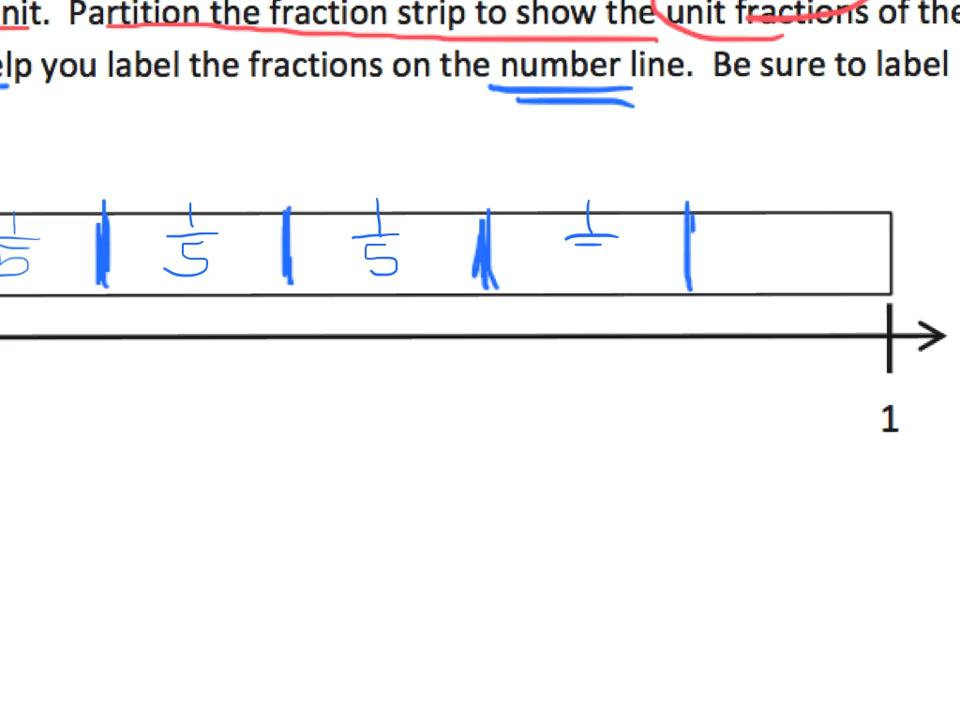 nit. Partition the fraction strip to show the unit fractions of the
elp you label the fractions on the number line. Be sure to label
1/5 1/5 1/5 1/
1